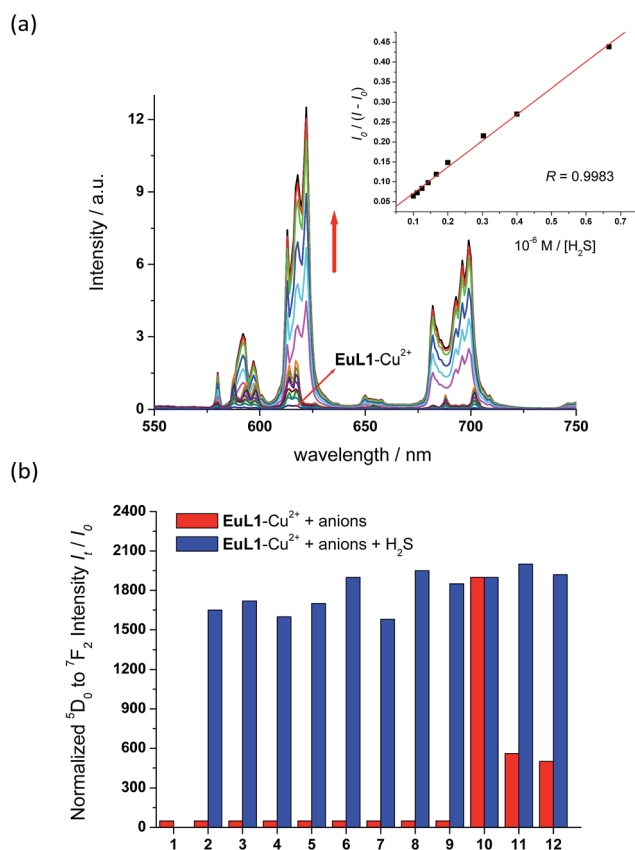 (a)
Intensity / a.u.
12
9
6
3
0
550
600
650
700
750
wavelength / nm
EuL1-Cu²⁺
I₀ / (I - I₀)
0.45
0.40
0.35
0.30
0.25
0.20
0.15
0.10
0.05
0.1
0.2
0.3
0.4
0.5
0.6
0.7
R = 0.9983
10⁻⁶ M / [H₂S]
(b)
Normalized ⁵D₀ to ⁷F₂ Intensity Iₜ / I₀
2400
2100
1800
1500
1200
900
600
300
0
EuL1-Cu²⁺ + anions
EuL1-Cu²⁺ + anions + H₂S
1 2 3 4 5 6 7 8 9 10 11 12